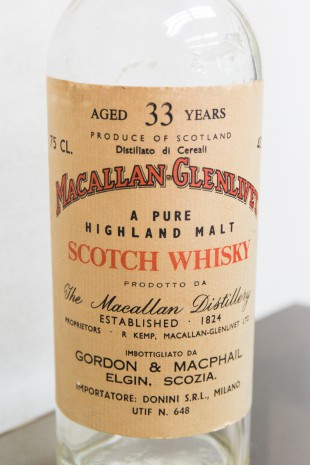 AGED 33 YEARS
PRODUCE OF SCOTLAND
75 CL.
Distillato di Cereali
MACALLAN-GLENLIVET
A PURE
HIGHLAND MALT
SCOTCH WHISKY
PRODOTTO DA
The Macallan Distillery
ESTABLISHED · 1824
PROPRIETORS · R KEMP, MACALLAN-GLENLIVET LTD
IMBOTTIGLIATO DA
GORDON & MACPHAIL
ELGIN, SCOZIA.
IMPORTATORE: DONINI S.R.L., MILANO
UTIF N. 648